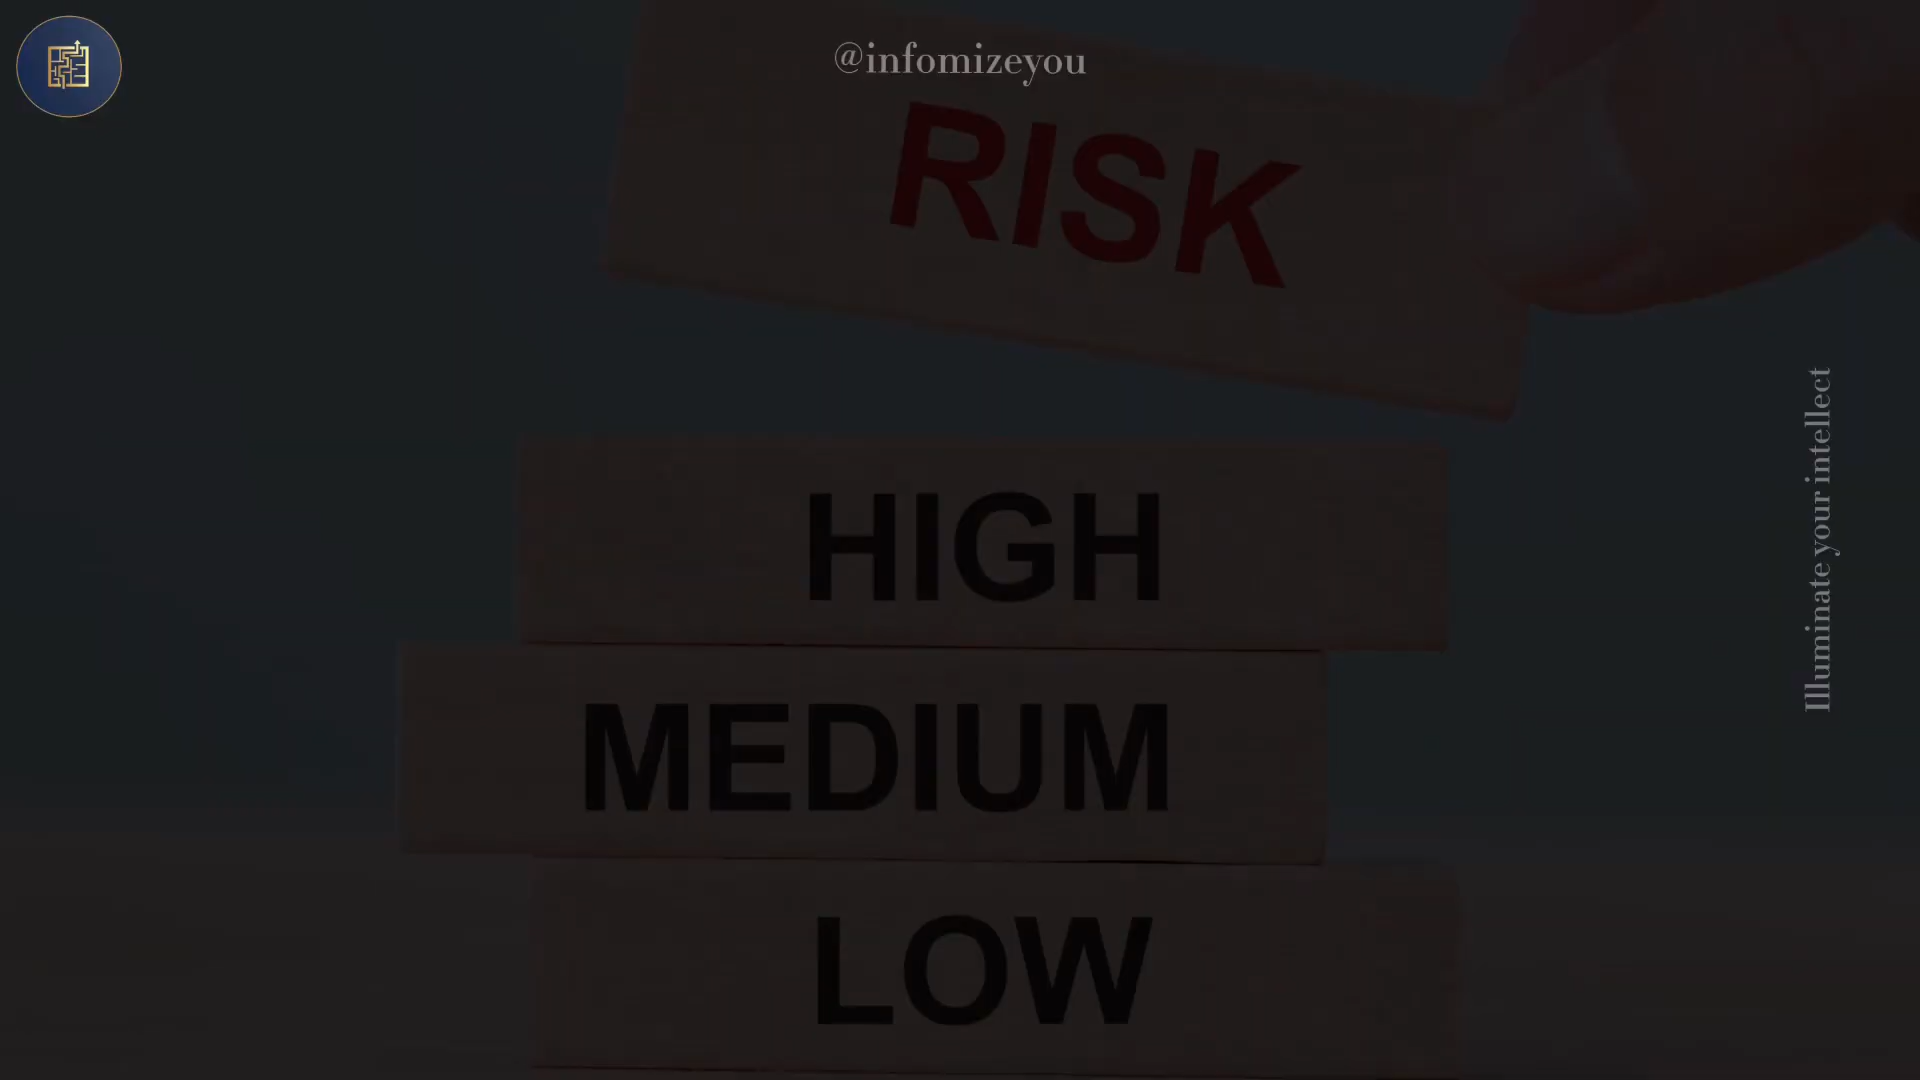 @infomizeyou
RISK
HIGH
MEDIUM
LOW
Illuminate your intellect